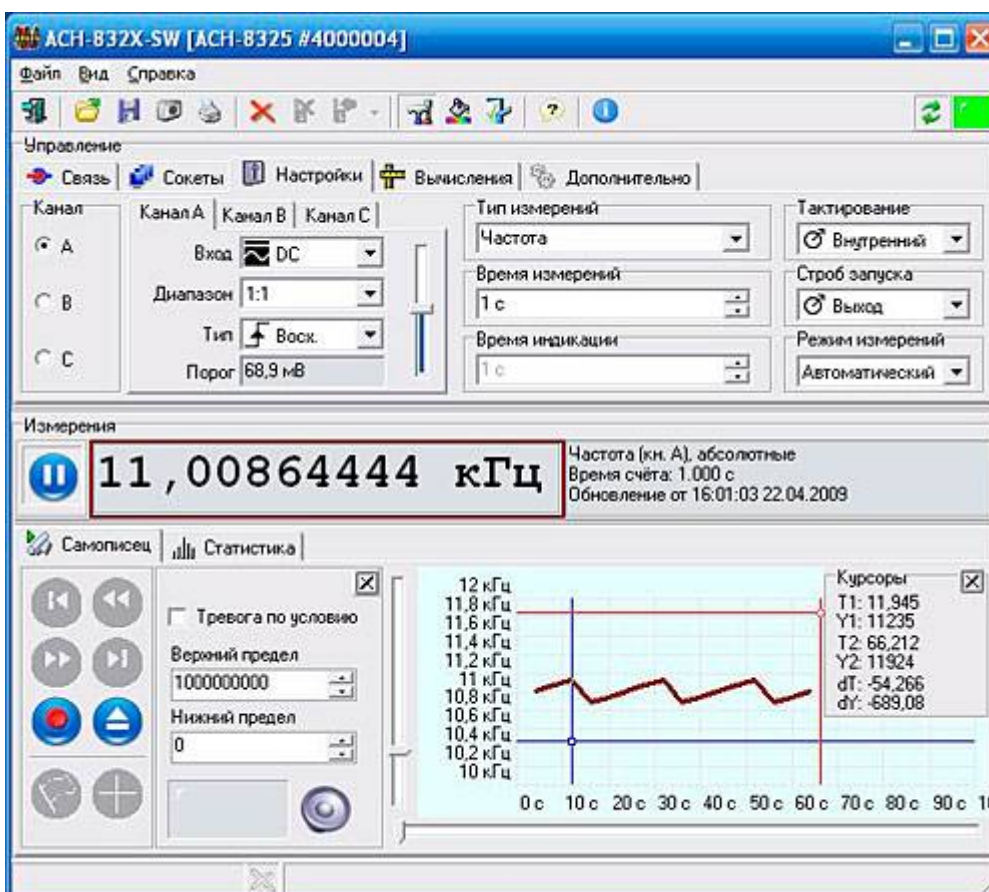 ACH-832X-SW [ACH-8325 #4000004]
Файл Вид Справка
Управление
Связь Сокеты Настройки Вычисления Дополнительно
Канал
A
B
C
Канал A Канал B Канал C
Вход DC
Диапазон 1:1
Тип Восх.
Порог 68,9 мВ
Тип измерений
Частота
Время измерений
1 с
Время индикации
1 с
Тактирование
Внутренний
Строб запуска
Выход
Режим измерений
Автоматический
Измерения
11,00864444 кГц
Частота (кн. A), абсолютные
Время счёта: 1.000 с
Обновление от 16:01:03 22.04.2009
Самописец Статистика
Тревога по условию
Верхний предел
1000000000
Нижний предел
0
12 кГц
11,8 кГц
11,6 кГц
11,4 кГц
11,2 кГц
11 кГц
10,8 кГц
10,6 кГц
10,4 кГц
10,2 кГц
10 кГц
0 с 10 с 20 с 30 с 40 с 50 с 60 с 70 с 80 с 90 с
Курсоры
T1: 11,945
Y1: 11235
T2: 66,212
Y2: 11924
dT: -54,266
dY: -689,08